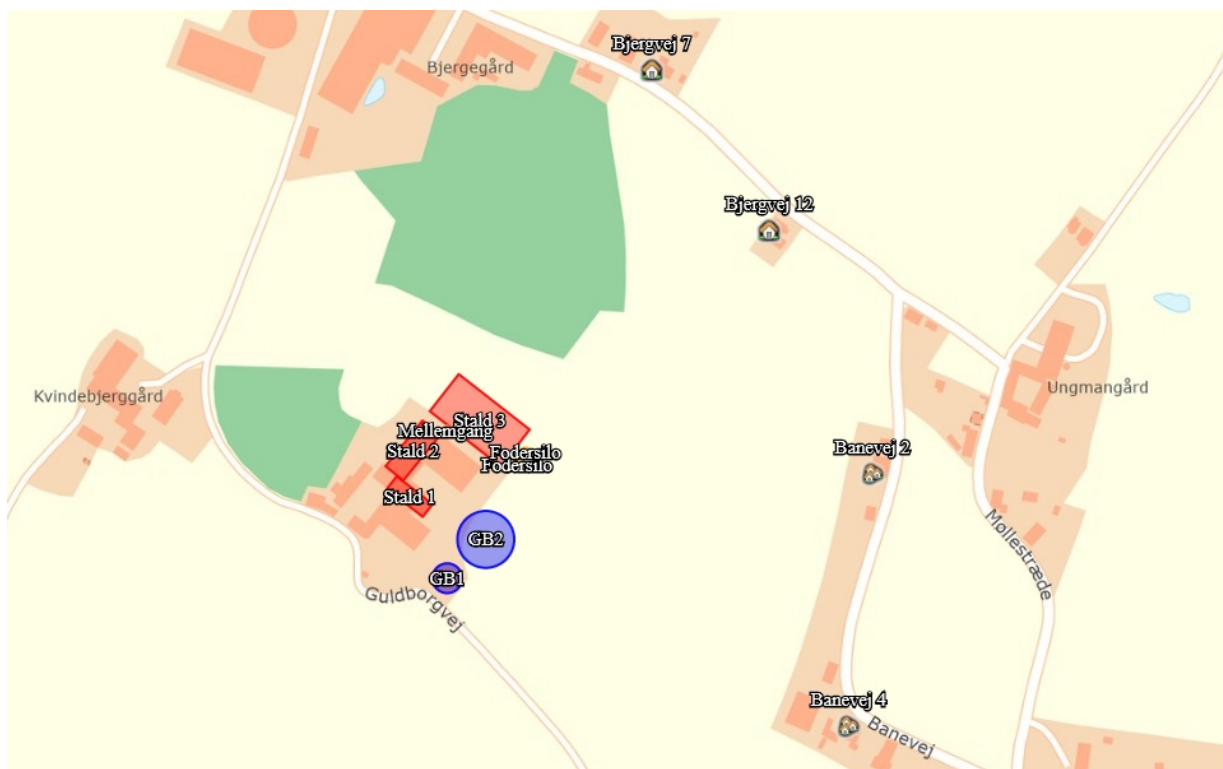 Bjergvej 7
Bjergegård
Bjergvej 12
Kvindebjerggård
Ungmangård
Stald 3
Mellemgang
Stald 2
Fodersilo
Fodersilo
Banevej 2
Stald 1
GB2
Møllestræde
GB1
Guldborgvej
Banevej 4
Banevej